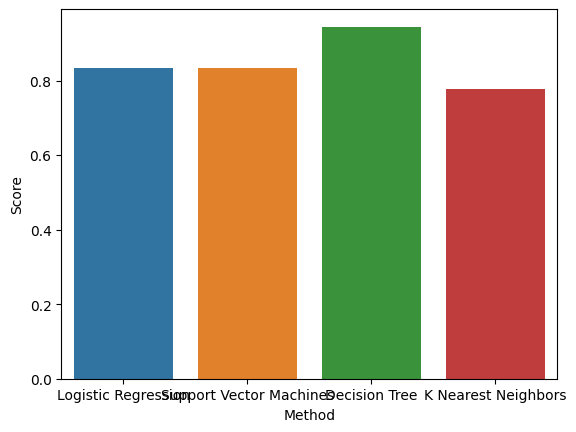 Score
0.8
0.6
0.4
0.2
0.0
Logistic Regression Support Vector Machines Decision Tree K Nearest Neighbors
Method